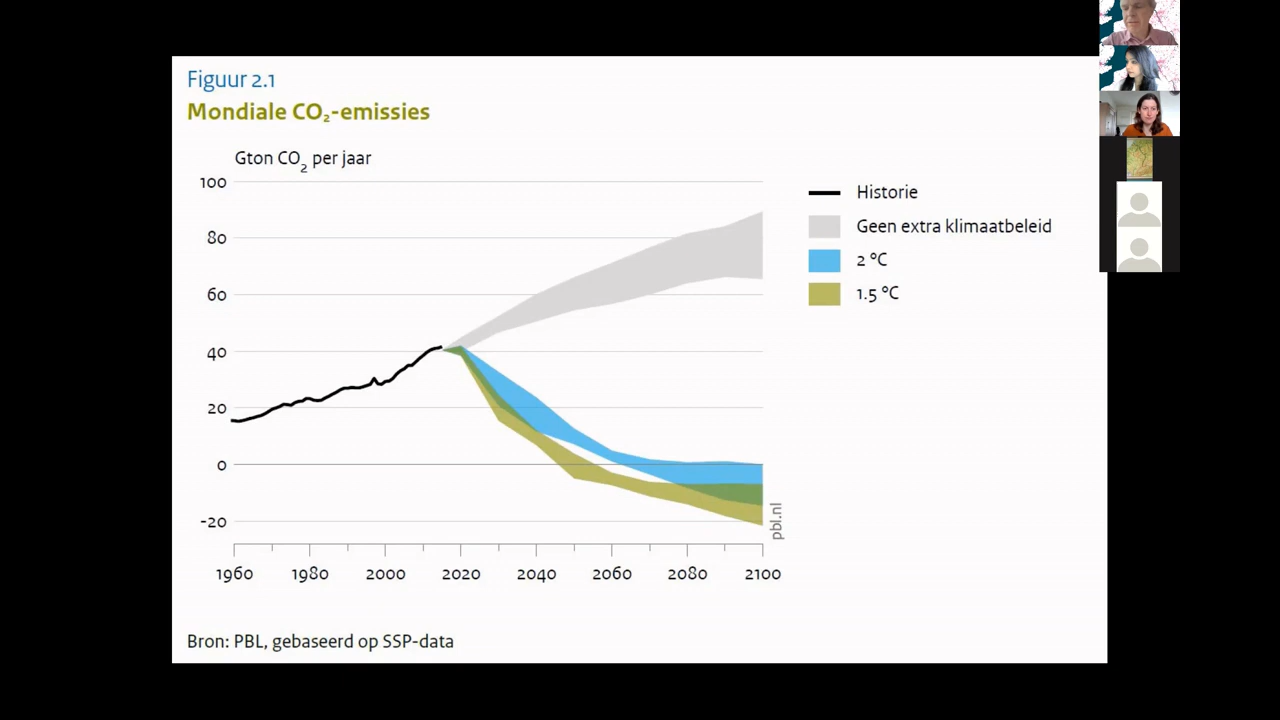 Figuur 2.1
Mondiale CO₂-emissies
Gton CO₂ per jaar
100
80
60
40
20
0
-20
1960 1980 2000 2020 2040 2060 2080 2100
Historie
Geen extra klimaatbeleid
2 °C
1.5 °C
pbl.nl
Bron: PBL, gebaseerd op SSP-data